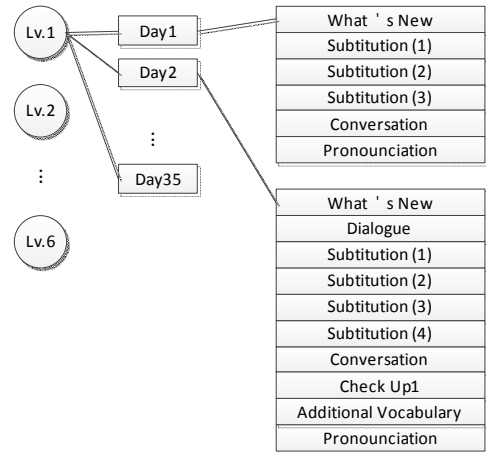 Lv.1
Lv.2
⋮
Lv.6
Day1
Day2
⋮
Day35
What ' s New
Subtitution (1)
Subtitution (2)
Subtitution (3)
Conversation
Pronounciation
What ' s New
Dialogue
Subtitution (1)
Subtitution (2)
Subtitution (3)
Subtitution (4)
Conversation
Check Up1
Additional Vocabulary
Pronounciation